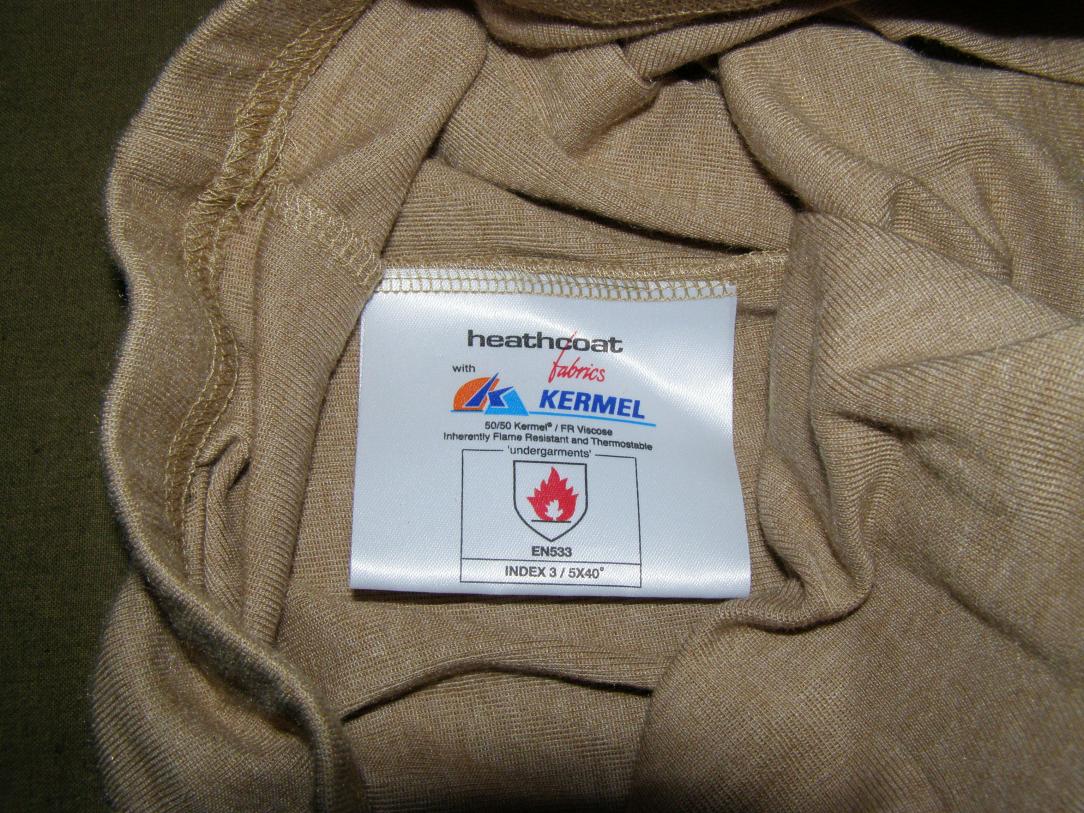 heathcoat
fabrics
with
KERMEL
50/50 Kermel® / FR Viscose
Inherently Flame Resistant and Thermostable
'undergarments'
EN533
INDEX 3 / 5X40°